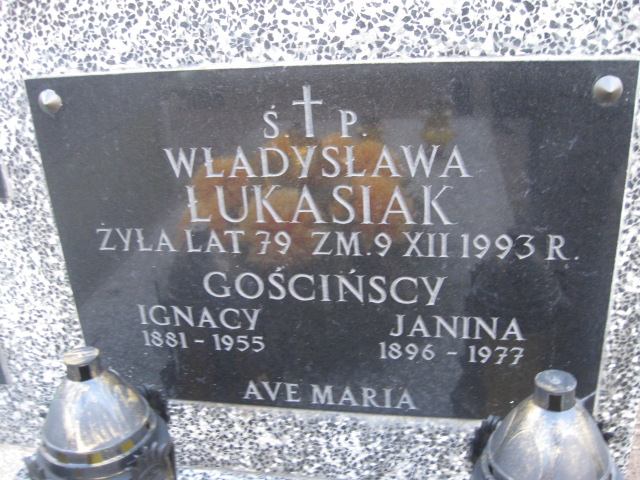 Ś. P.
WŁADYSŁAWA
ŁUKASIAK
ŻYŁA LAT 79 ZM. 9 XII 1993 R.
GOŚCIŃSCY
IGNACY JANINA
1881 - 1955 1896 - 1977
AVE MARIA